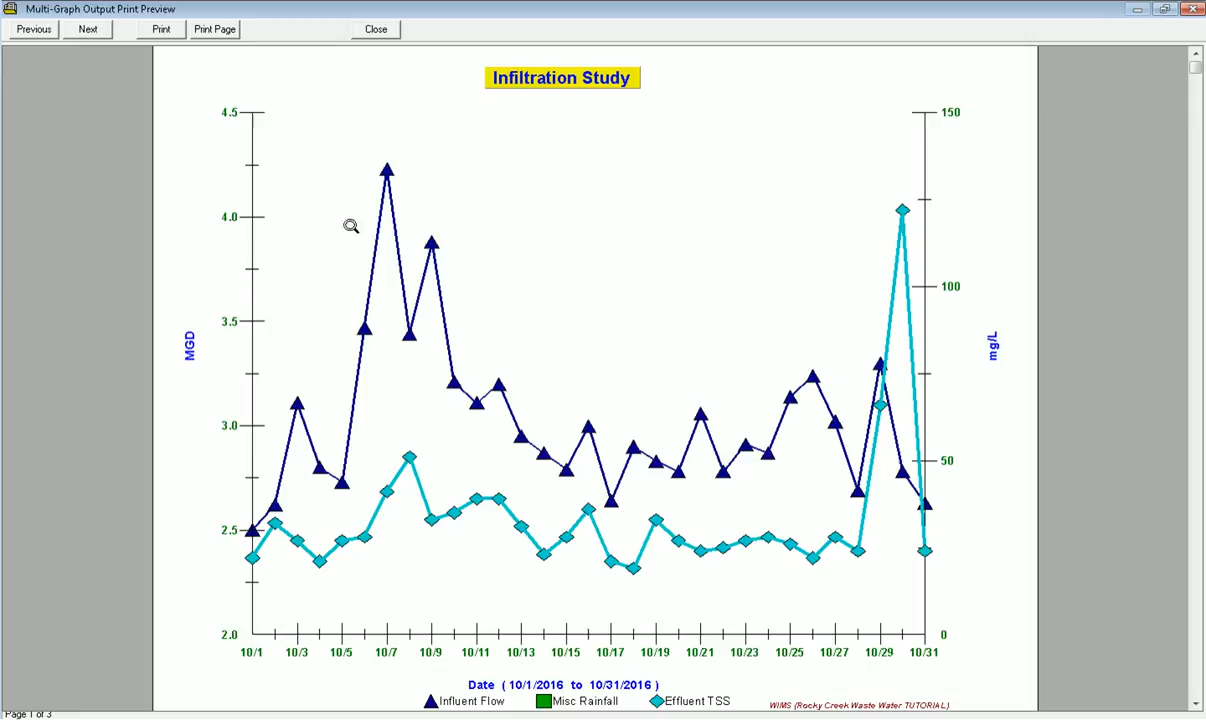 Multi-Graph Output Print Preview
Previous Next Print Print Page Close
Infiltration Study
4.5 150
4.0
100
3.5
MGD mg/L
3.0
50
2.5
2.0 0
10/1 10/3 10/5 10/7 10/9 10/11 10/13 10/15 10/17 10/19 10/21 10/23 10/25 10/27 10/29 10/31
Date ( 10/1/2016 to 10/31/2016 )
Influent Flow Misc Rainfall Effluent TSS WIMS (Rocky Creek Waste Water TUTORIAL)
Page 1 of 3